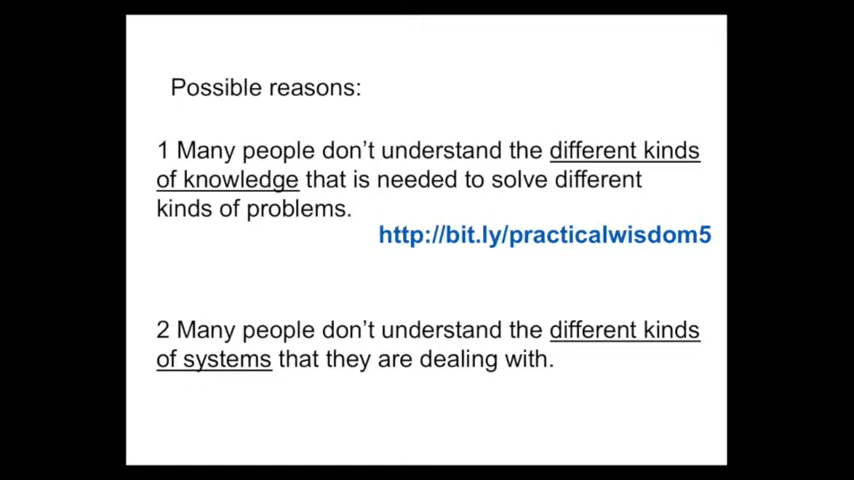 Possible reasons:
1 Many people don't understand the different kinds
of knowledge that is needed to solve different
kinds of problems.
http://bit.ly/practicalwisdom5
2 Many people don't understand the different kinds
of systems that they are dealing with.